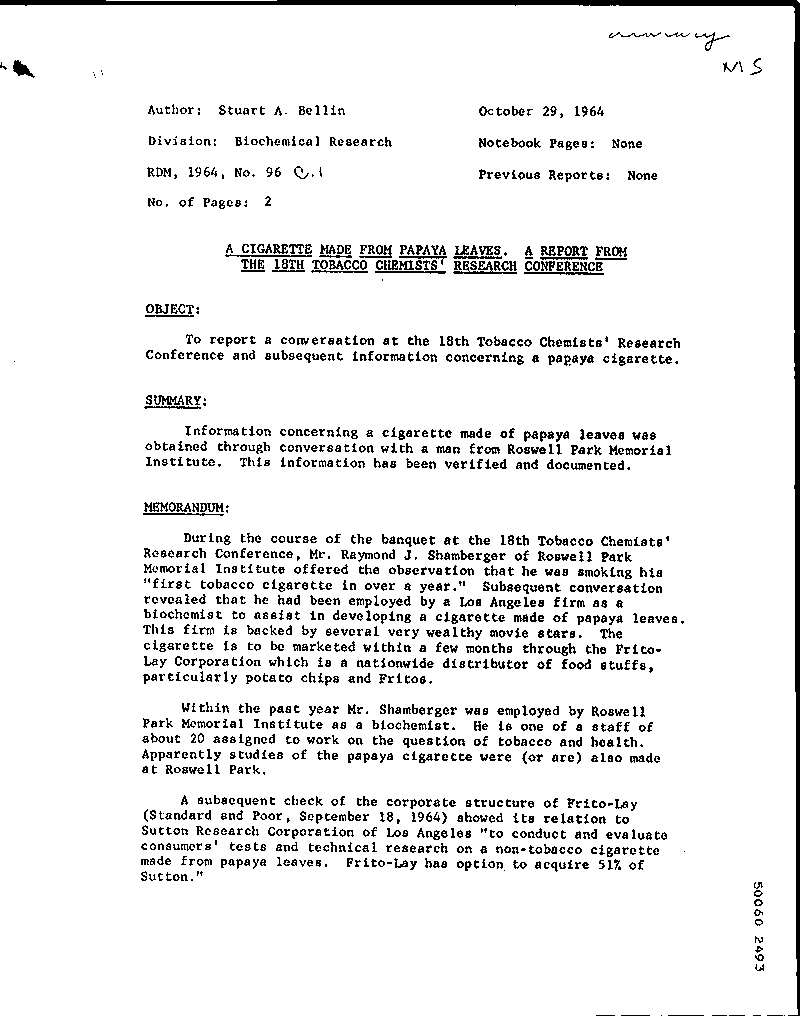 MS
Author: Stuart A. Bellin
October 29, 1964
Division: Biochemical Research
Notebook Pages: None
RDM, 1964, No. 96
Previous Reports: None
No. of Pages: 2
A CIGARETTE MADE FROM PAPAYA LEAVES. A REPORT FROM
THE 18TH TOBACCO CHEMISTS' RESEARCH CONFERENCE
OBJECT:
To report a conversation at the 18th Tobacco Chemists' Research
Conference and subsequent information concerning a papaya cigarette.
SUMMARY:
Information concerning a cigarette made of papaya leaves was
obtained through conversation with a man from Roswell Park Memorial
Institute. This information has been verified and documented.
MEMORANDUM:
During the course of the banquet at the 18th Tobacco Chemists'
Research Conference, Mr. Raymond J. Shamberger of Roswell Park
Memorial Institute offered the observation that he was smoking his
"first tobacco cigarette in over a year." Subsequent conversation
revealed that he had been employed by a Los Angeles firm as a
biochemist to assist in developing a cigarette made of papaya leaves.
This firm is backed by several very wealthy movie stars. The
cigarette is to be marketed within a few months through the Frito-
Lay Corporation which is a nationwide distributor of food stuffs,
particularly potato chips and Fritos.
Within the past year Mr. Shamberger was employed by Roswell
Park Memorial Institute as a biochemist. He is one of a staff of
about 20 assigned to work on the question of tobacco and health.
Apparently studies of the papaya cigarette were (or are) also made
at Roswell Park.
A subsequent check of the corporate structure of Frito-Lay
(Standard and Poor, September 18, 1964) showed its relation to
Sutton Research Corporation of Los Angeles "to conduct and evaluate
consumers' tests and technical research on a non-tobacco cigarette
made from papaya leaves. Frito-Lay has option to acquire 51% of
Sutton."
50060 2493